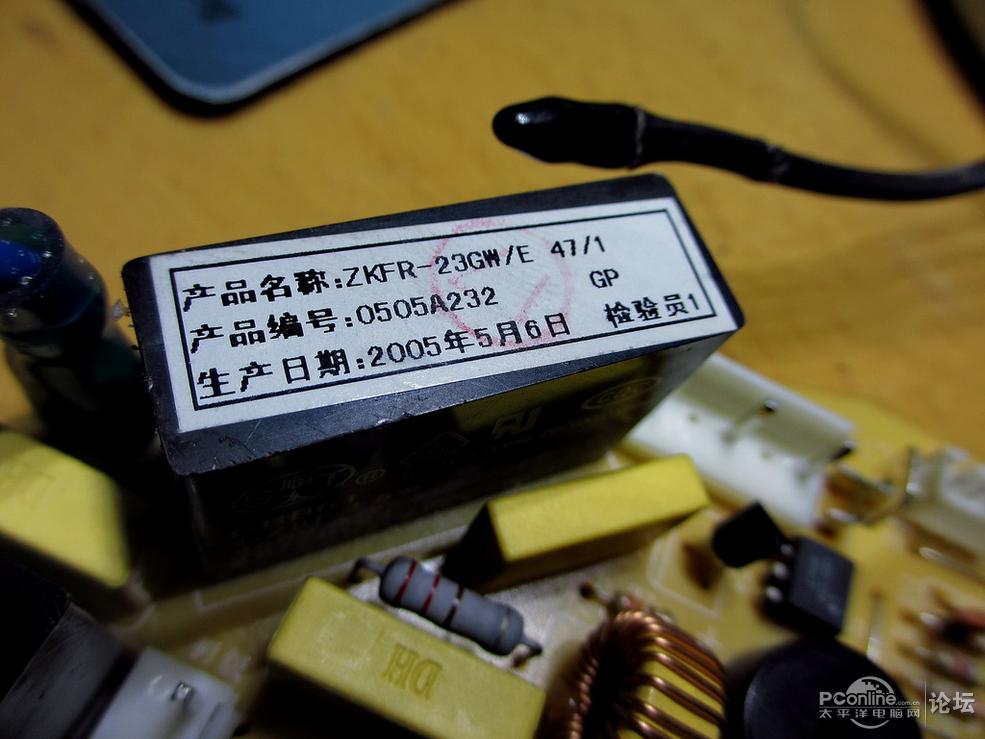 产品名称:ZKFR-23GW/E 47/1
产品编号:0505A232 GP
生产日期:2005年5月6日 检验员1
PConline.com.cn
太平洋电脑网
论坛